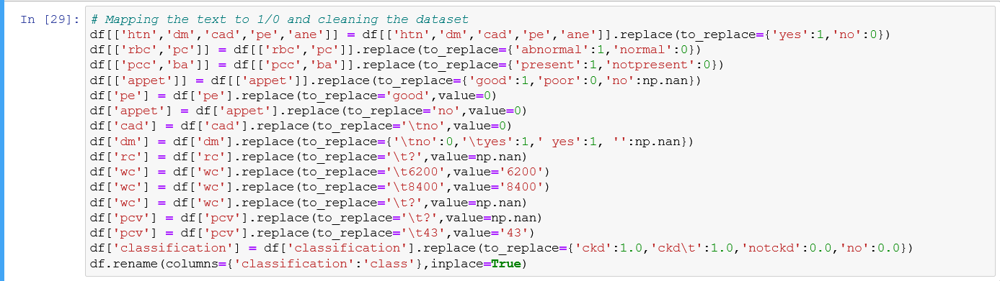 In [29]: # Mapping the text to 1/0 and cleaning the dataset
df[['htn','dm','cad','pe','ane']] = df[['htn','dm','cad','pe','ane']].replace(to_replace={'yes':1,'no':0})
df[['rbc','pc']] = df[['rbc','pc']].replace(to_replace={'abnormal':1,'normal':0})
df[['pcc','ba']] = df[['pcc','ba']].replace(to_replace={'present':1,'notpresent':0})
df[['appet']] = df[['appet']].replace(to_replace={'good':1,'poor':0,'no':np.nan})
df['pe'] = df['pe'].replace(to_replace='good',value=0)
df['appet'] = df['appet'].replace(to_replace='no',value=0)
df['cad'] = df['cad'].replace(to_replace='\tno',value=0)
df['dm'] = df['dm'].replace(to_replace={'\tno':0,'\tyes':1,' yes':1, '':np.nan})
df['rc'] = df['rc'].replace(to_replace='\t?',value=np.nan)
df['wc'] = df['wc'].replace(to_replace='\t6200',value='6200')
df['wc'] = df['wc'].replace(to_replace='\t8400',value='8400')
df['wc'] = df['wc'].replace(to_replace='\t?',value=np.nan)
df['pcv'] = df['pcv'].replace(to_replace='\t?',value=np.nan)
df['pcv'] = df['pcv'].replace(to_replace='\t43',value='43')
df['classification'] = df['classification'].replace(to_replace={'ckd':1.0,'ckd\t':1.0,'notckd':0.0,'no':0.0})
df.rename(columns={'classification':'class'},inplace=True)